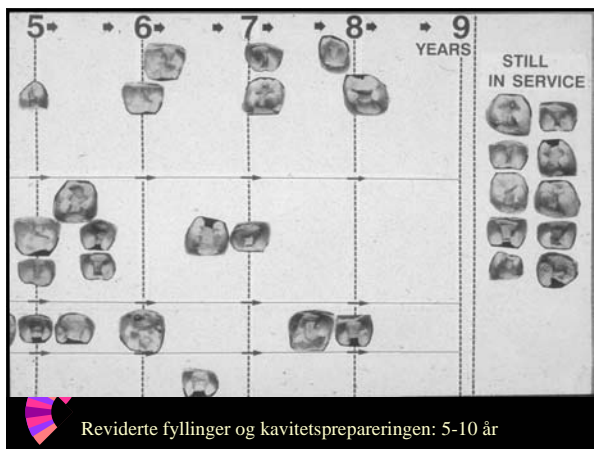 5 6 7 8 9
YEARS
STILL
IN SERVICE
Reviderte fyllinger og kavitetsprepareringen: 5-10 år